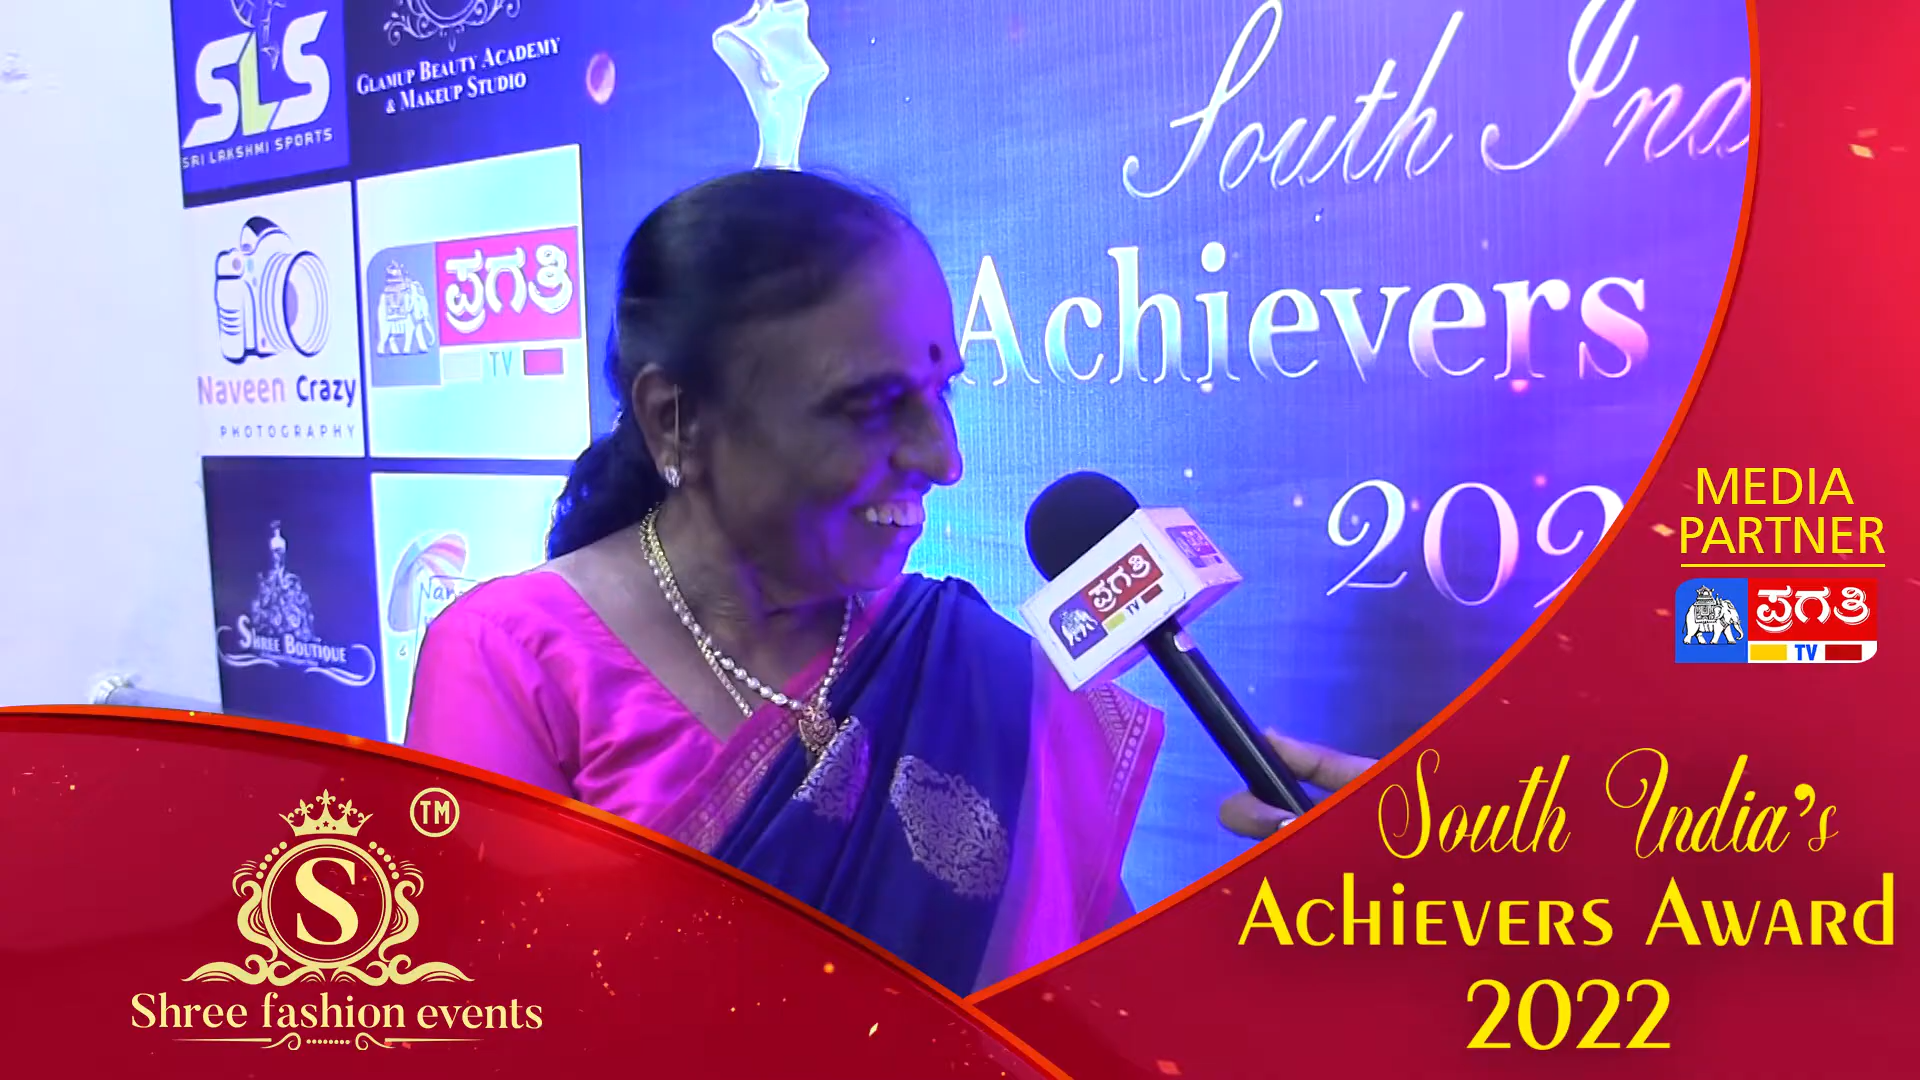 SLS
SRI LAKSHMI SPORTS
GLAMUP BEAUTY ACADEMY
& MAKEUP STUDIO
South Ind
Achievers
202
Naveen Crazy
PHOTOGRAPHY
ಪ್ರಗತಿ
TV
SHREE BOUTIQUE
ಪ್ರಗತಿ
TV
MEDIA
PARTNER
ಪ್ರಗತಿ
TV
TM
S
Shree fashion events
South India's
ACHIEVERS AWARD
2022